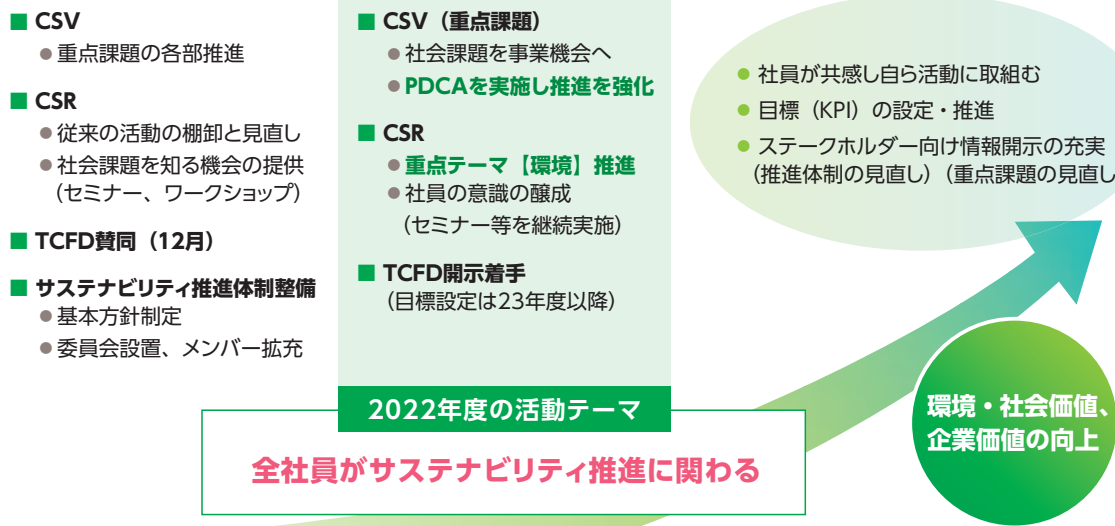 ■ CSV
●重点課題の各部推進
■ CSR
●従来の活動の棚卸と見直し
●社会課題を知る機会の提供
（セミナー、ワークショップ）
■ TCFD賛同（12月）
■ サステナビリティ推進体制整備
●基本方針制定
●委員会設置、メンバー拡充
■ CSV（重点課題）
●社会課題を事業機会へ
●PDCAを実施し推進を強化
■ CSR
●重点テーマ【環境】推進
●社員の意識の醸成
（セミナー等を継続実施）
■ TCFD開示着手
（目標設定は23年度以降）
● 社員が共感し自ら活動に取組む
● 目標（KPI）の設定・推進
● ステークホルダー向け情報開示の充実
（推進体制の見直し）（重点課題の見直し
2022年度の活動テーマ
全社員がサステナビリティ推進に関わる
環境・社会価値、
企業価値の向上